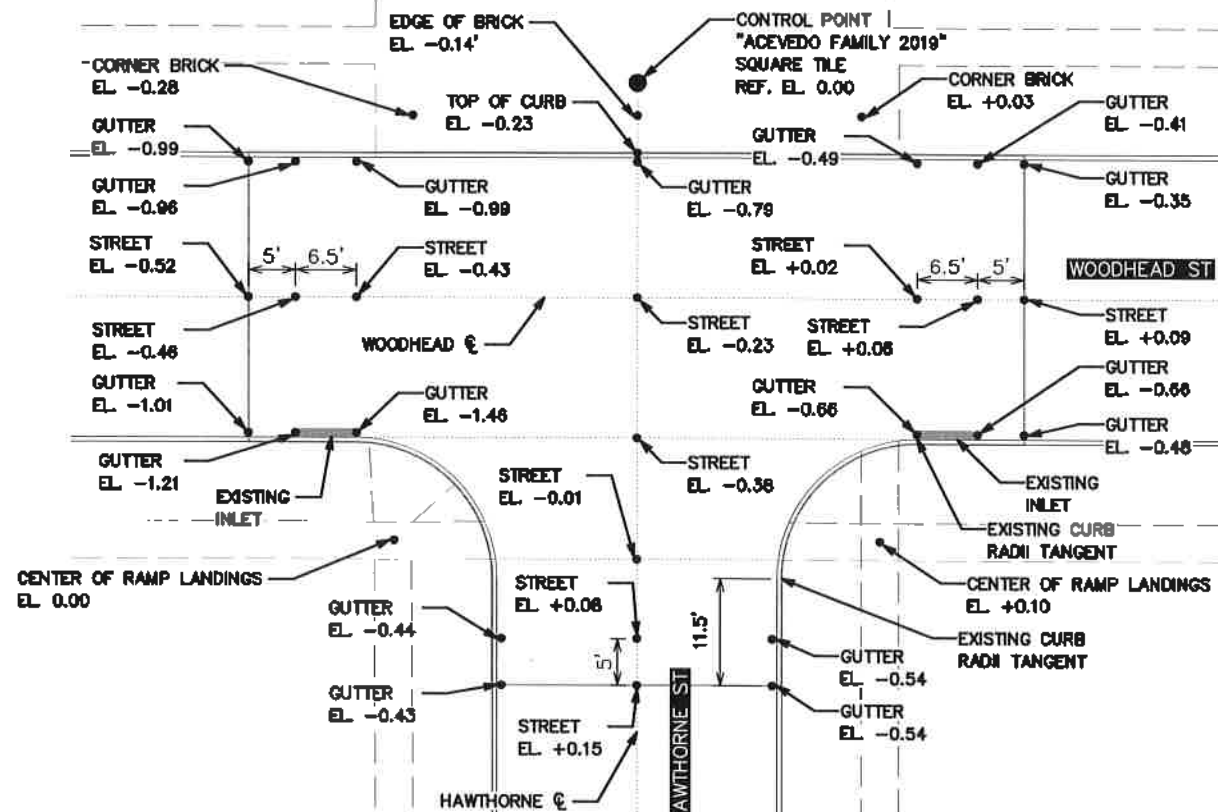 EDGE OF BRICK
EL. -0.14'
CONTROL POINT
"ACEVEDO FAMILY 2019"
SQUARE TILE
REF. EL 0.00
CORNER BRICK
EL. -0.28
TOP OF CURB
EL. -0.23
CORNER BRICK
EL. +0.03
GUTTER
EL. -0.41
GUTTER
EL. -0.99
GUTTER
EL. -0.49
GUTTER
EL. -0.96
GUTTER
EL. -0.99
GUTTER
EL. -0.79
GUTTER
EL. -0.35
STREET
EL. -0.52
5'
6.5'
STREET
EL. -0.43
STREET
EL. +0.02
6.5'
5'
WOODHEAD ST
STREET
EL. -0.46
WOODHEAD ℄
STREET
EL. -0.23
STREET
EL. +0.06
STREET
EL. +0.09
GUTTER
EL. -1.01
GUTTER
EL. -1.46
GUTTER
EL. -0.66
GUTTER
EL. -0.66
GUTTER
EL. -1.21
EXISTING
INLET
STREET
EL. -0.01
STREET
EL. -0.38
GUTTER
EL. -0.48
EXISTING
INLET
EXISTING CURB
RADII TANGENT
CENTER OF RAMP LANDINGS
EL. 0.00
STREET
EL. +0.08
CENTER OF RAMP LANDINGS
EL. +0.10
GUTTER
EL. -0.44
5'
11.5'
EXISTING CURB
RADII TANGENT
GUTTER
EL. -0.54
GUTTER
EL. -0.43
STREET
EL. +0.15
GUTTER
EL. -0.54
AWTHORNE ST
HAWTHORNE ℄